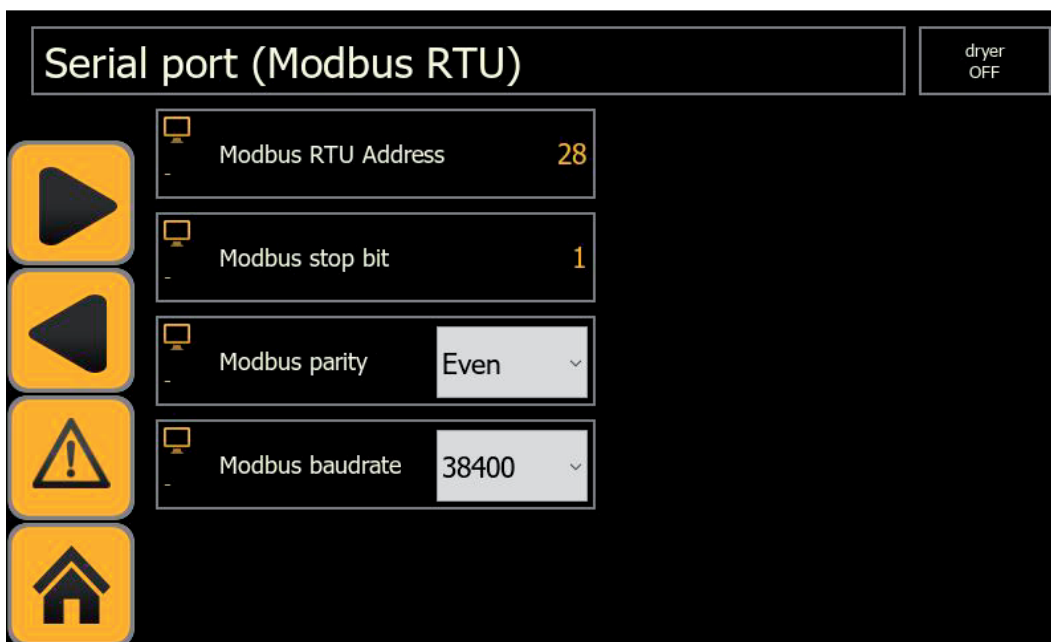 Serial port (Modbus RTU)
dryer
OFF
Modbus RTU Address 28
-
Modbus stop bit 1
-
Modbus parity Even
-
Modbus baudrate 38400
-